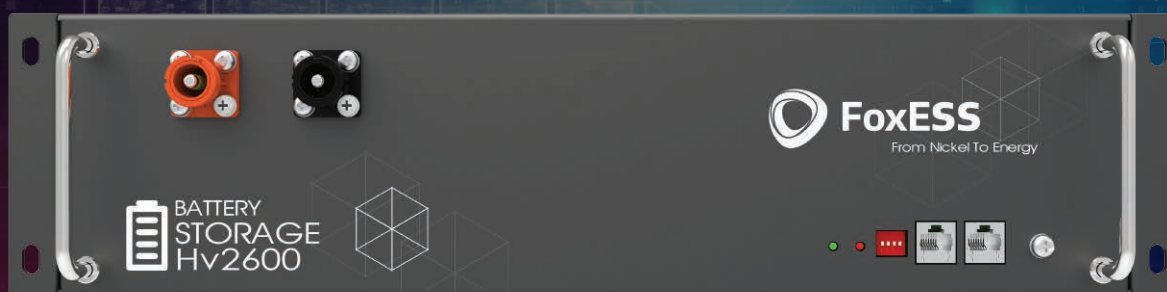 FoxESS
From Nickel To Energy
BATTERY
STORAGE
Hv2600